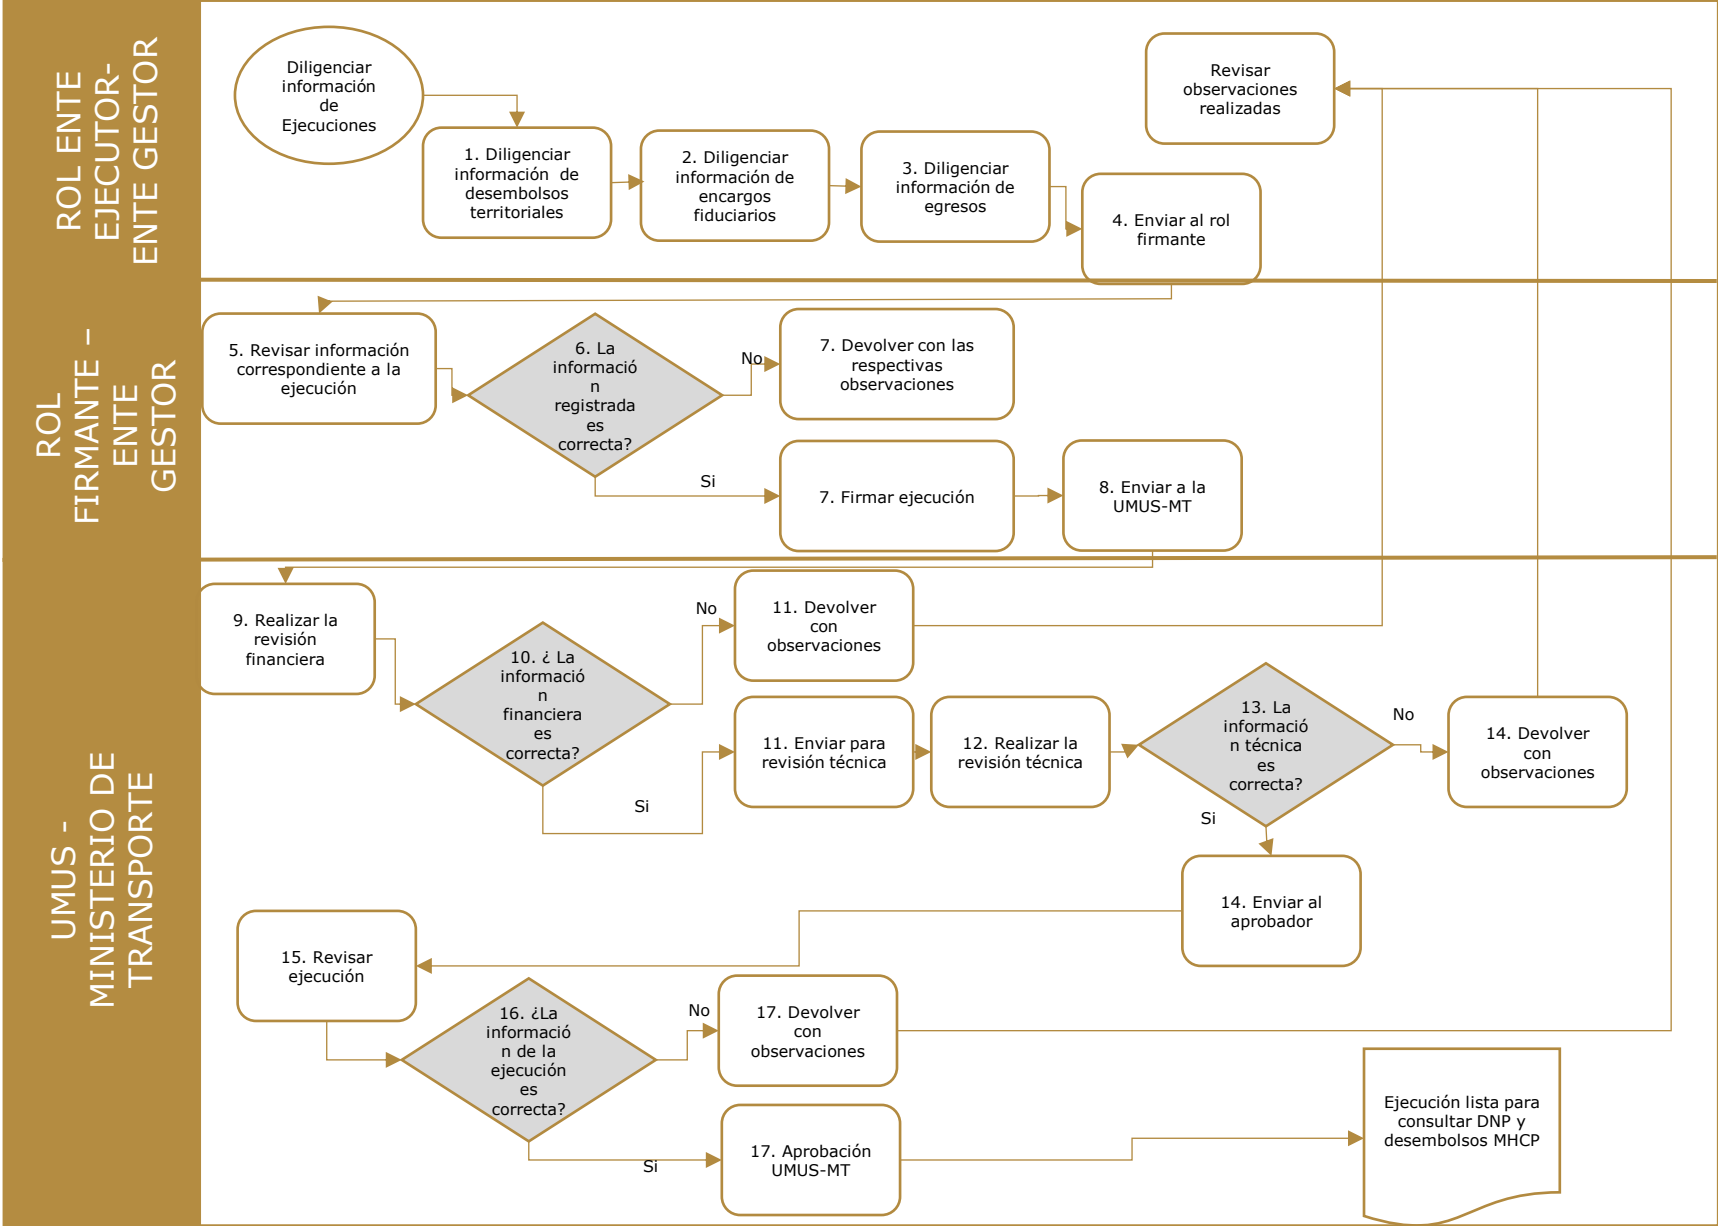 ROL ENTE
EJECUTOR-
ENTE GESTOR
Diligenciar
información
de
Ejecuciones
1. Diligenciar
información de
desembolsos
territoriales
2. Diligenciar
información de
encargos
fiduciarios
3. Diligenciar
información de
egresos
4. Enviar al rol
firmante
Revisar
observaciones
realizadas
ROL
FIRMANTE –
ENTE
GESTOR
5. Revisar información
correspondiente a la
ejecución
6. La
informació
n
registrada
es
correcta?
No
7. Devolver con las
respectivas
observaciones
Si
7. Firmar ejecución
8. Enviar a la
UMUS-MT
UMUS -
MINISTERIO DE
TRANSPORTE
9. Realizar la
revisión
financiera
10. ¿ La
informació
n
financiera
es
correcta?
No
11. Devolver
con
observaciones
Si
11. Enviar para
revisión técnica
12. Realizar la
revisión técnica
13. La
informació
n técnica
es
correcta?
No
14. Devolver
con
observaciones
Si
14. Enviar al
aprobador
15. Revisar
ejecución
16. ¿La
informació
n de la
ejecución
es
correcta?
No
17. Devolver
con
observaciones
Si
17. Aprobación
UMUS-MT
Ejecución lista para
consultar DNP y
desembolsos MHCP